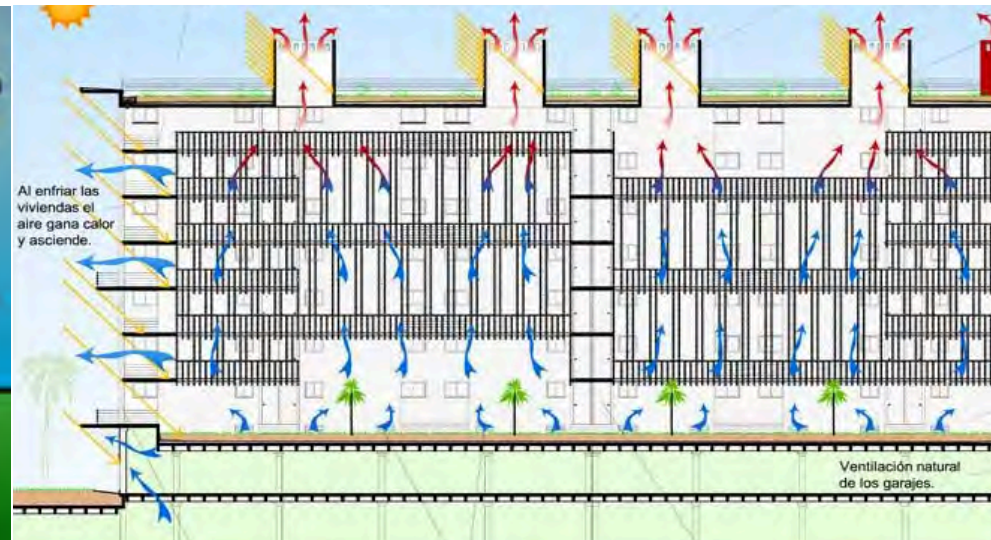 Al enfriar las
viviendas el
aire gana calor
y asciende.
Ventilación natural
de los garajes.